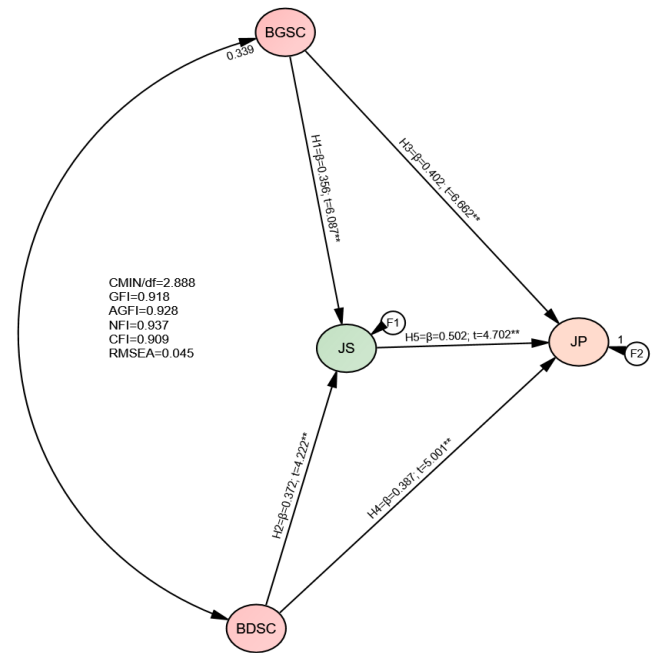 BGSC
0.339
H1=β=0.356; t=6.087**
H3=β=0.402; t=6.662**
CMIN/df=2.888
GFI=0.918
AGFI=0.928
NFI=0.937
CFI=0.909
RMSEA=0.045
F1
JS
H5=β=0.502; t=4.702**
JP
1
F2
H2=β=0.372; t=4.222**
H4=β=0.387; t=5.001**
BDSC